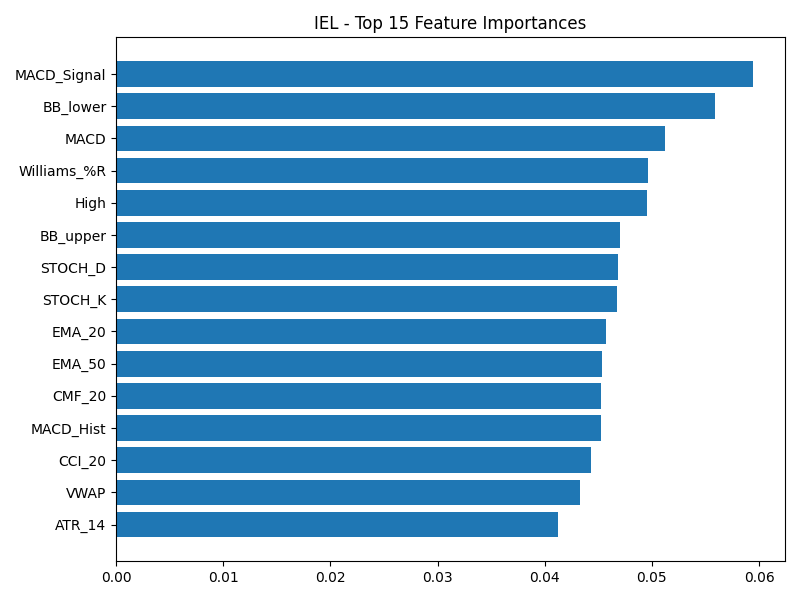 IEL - Top 15 Feature Importances
MACD_Signal
BB_lower
MACD
Williams_%R
High
BB_upper
STOCH_D
STOCH_K
EMA_20
EMA_50
CMF_20
MACD_Hist
CCI_20
VWAP
ATR_14
0.00 0.01 0.02 0.03 0.04 0.05 0.06